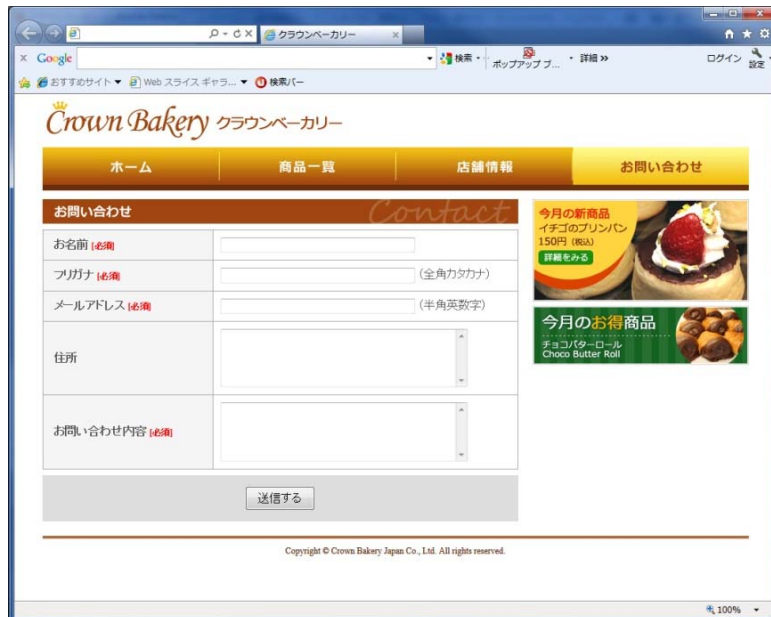 クラウンベーカリー
Google
検索
ポップアップ ブ...
詳細 »
ログイン
設定
おすすめサイト
Web スライス ギャラ...
検索バー
Crown Bakery クラウンベーカリー
ホーム
商品一覧
店舗情報
お問い合わせ
お問い合わせ
Contact
お名前 [必須]
フリガナ [必須]
(全角カタカナ)
メールアドレス [必須]
(半角英数字)
住所
お問い合わせ内容 [必須]
送信する
今月の新商品
イチゴのプリンパン
150円 (税込)
詳細をみる
今月のお得商品
チョコバターロール
Choco Butter Roll
Copyright © Crown Bakery Japan Co., Ltd. All rights reserved.
100%